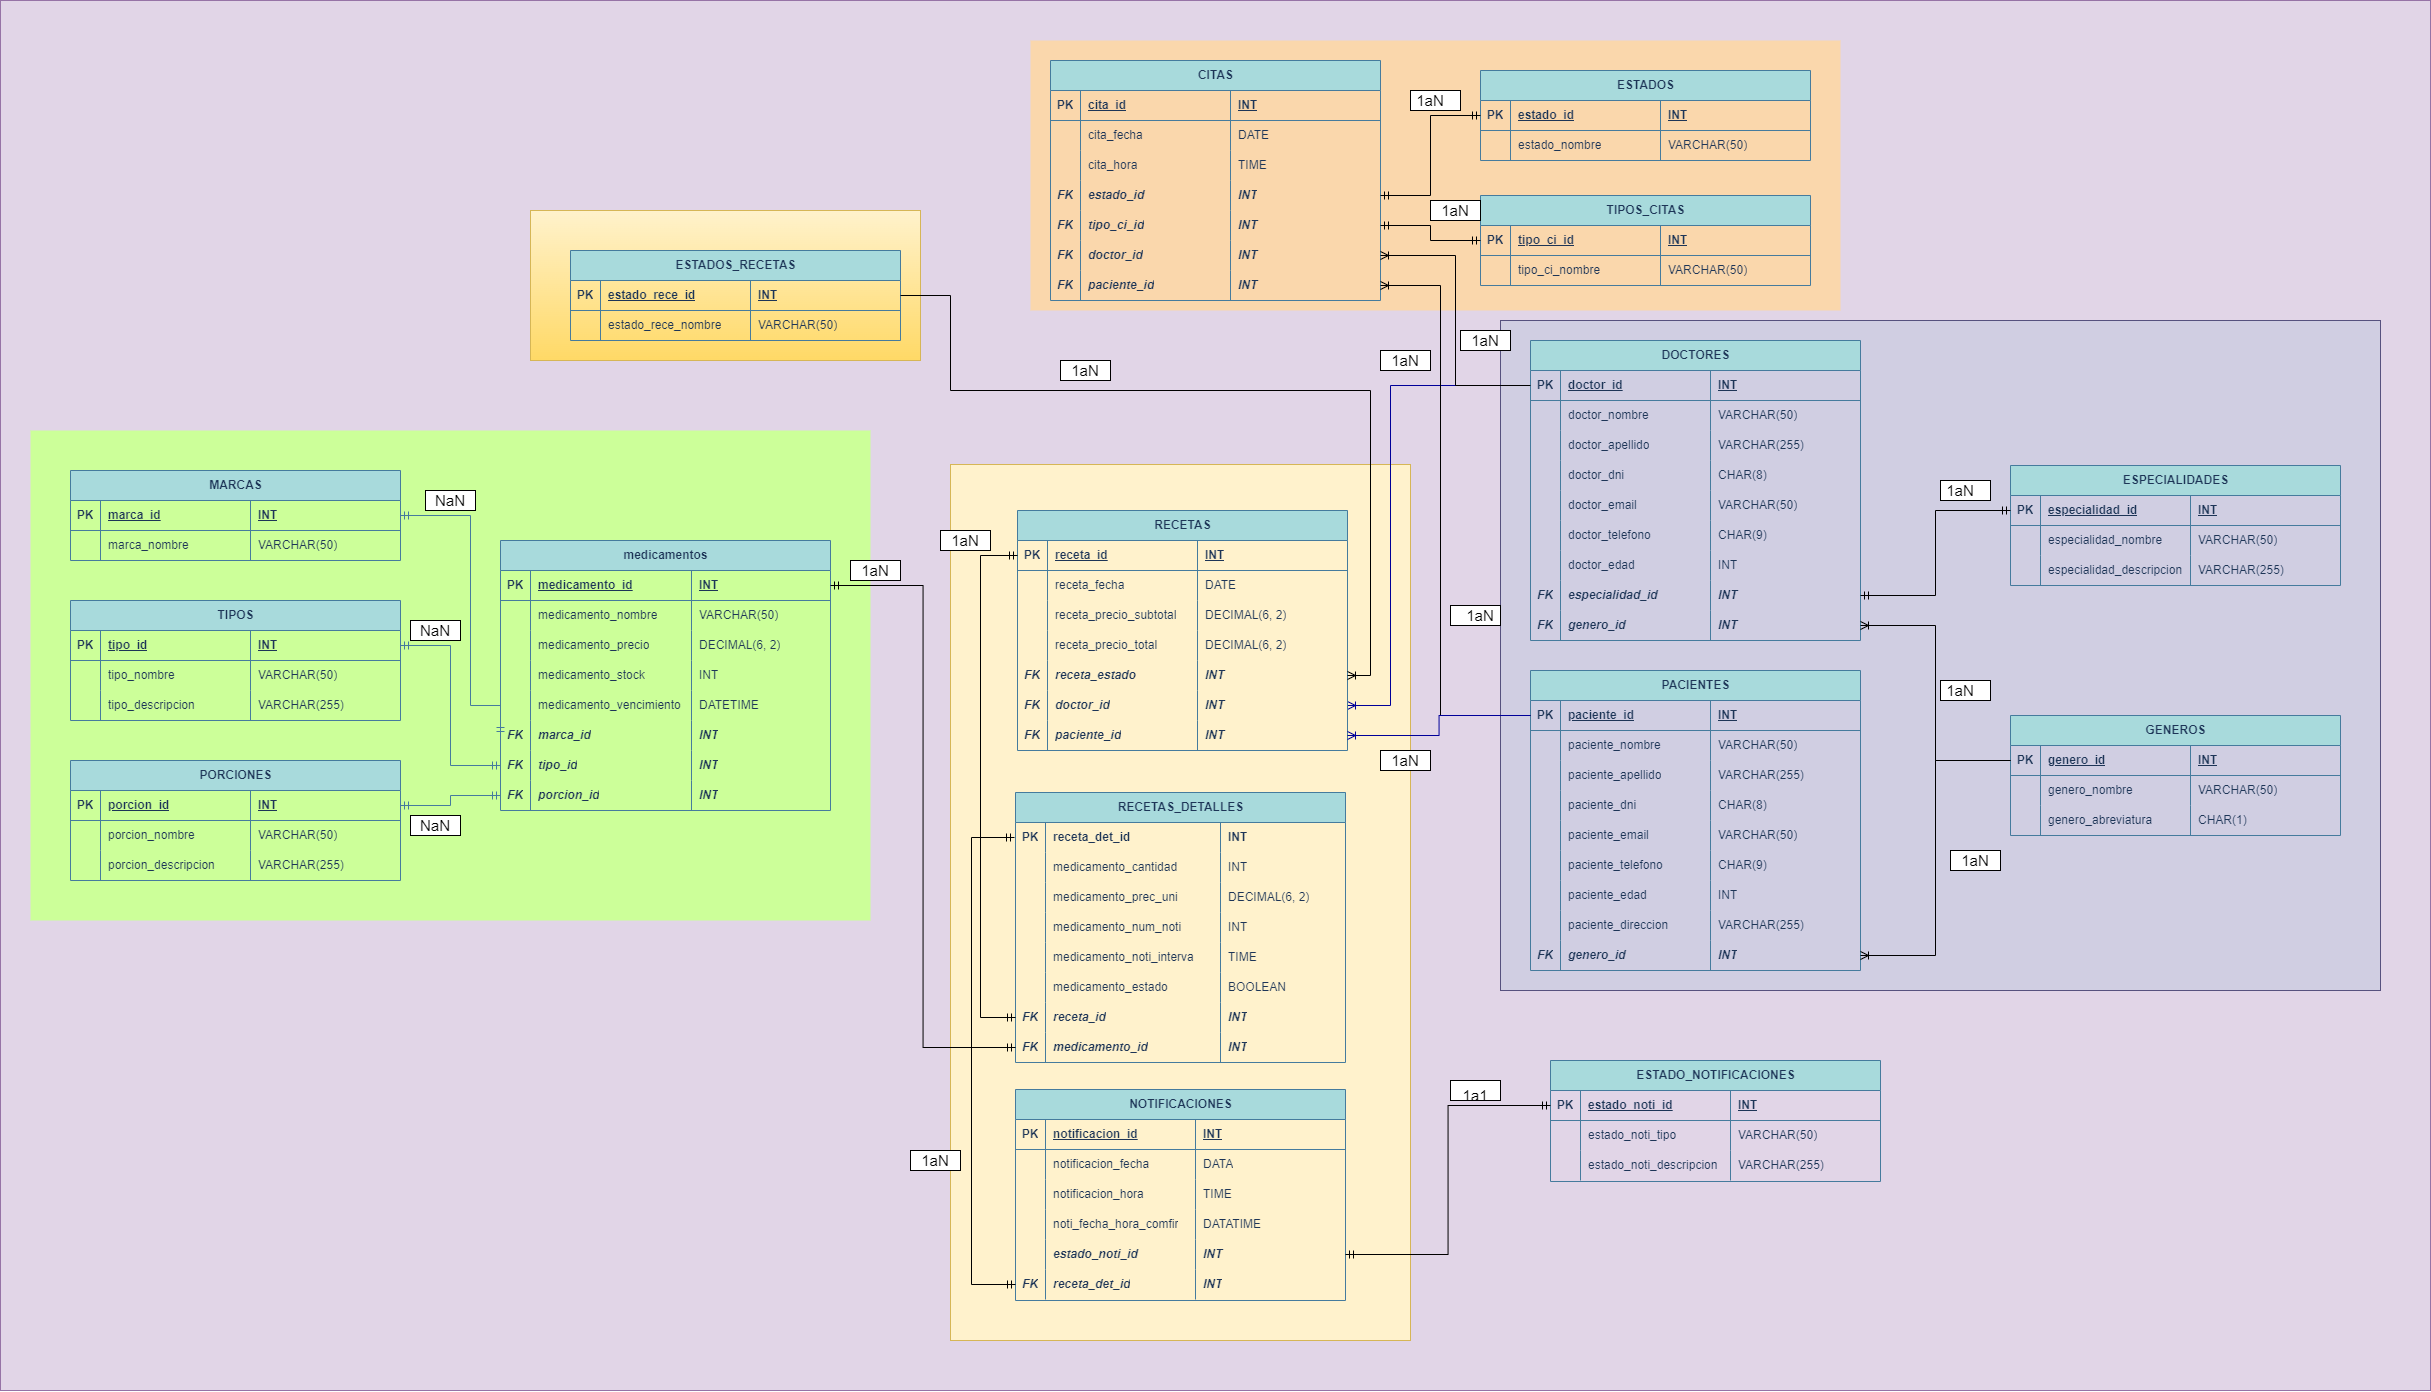 CITAS
PK cita_id INT
cita_fecha DATE
cita_hora TIME
FK estado_id INT
FK tipo_ci_id INT
FK doctor_id INT
FK paciente_id INT
1aN
ESTADOS
PK estado_id INT
estado_nombre VARCHAR(50)
1aN
TIPOS_CITAS
PK tipo_ci_id INT
tipo_ci_nombre VARCHAR(50)
ESTADOS_RECETAS
PK estado_rece_id INT
estado_rece_nombre VARCHAR(50)
1aN
1aN
1aN
DOCTORES
PK doctor_id INT
doctor_nombre VARCHAR(50)
doctor_apellido VARCHAR(255)
doctor_dni CHAR(8)
doctor_email VARCHAR(50)
doctor_telefono CHAR(9)
doctor_edad INT
FK especialidad_id INT
FK genero_id INT
1aN
ESPECIALIDADES
PK especialidad_id INT
especialidad_nombre VARCHAR(50)
especialidad_descripcion VARCHAR(255)
MARCAS
PK marca_id INT
marca_nombre VARCHAR(50)
NaN
TIPOS
PK tipo_id INT
tipo_nombre VARCHAR(50)
tipo_descripcion VARCHAR(255)
NaN
PORCIONES
PK porcion_id INT
porcion_nombre VARCHAR(50)
porcion_descripcion VARCHAR(255)
NaN
medicamentos
PK medicamento_id INT
medicamento_nombre VARCHAR(50)
medicamento_precio DECIMAL(6, 2)
medicamento_stock INT
medicamento_vencimiento DATETIME
FK marca_id INT
FK tipo_id INT
FK porcion_id INT
1aN
1aN
RECETAS
PK receta_id INT
receta_fecha DATE
receta_precio_subtotal DECIMAL(6, 2)
receta_precio_total DECIMAL(6, 2)
FK receta_estado INT
FK doctor_id INT
FK paciente_id INT
1aN
1aN
PACIENTES
PK paciente_id INT
paciente_nombre VARCHAR(50)
paciente_apellido VARCHAR(255)
paciente_dni CHAR(8)
paciente_email VARCHAR(50)
paciente_telefono CHAR(9)
paciente_edad INT
paciente_direccion VARCHAR(255)
FK genero_id INT
1aN
GENEROS
PK genero_id INT
genero_nombre VARCHAR(50)
genero_abreviatura CHAR(1)
1aN
RECETAS_DETALLES
PK receta_det_id INT
medicamento_cantidad INT
medicamento_prec_uni DECIMAL(6, 2)
medicamento_num_noti INT
medicamento_noti_interva TIME
medicamento_estado BOOLEAN
FK receta_id INT
FK medicamento_id INT
1aN
NOTIFICACIONES
PK notificacion_id INT
notificacion_fecha DATA
notificacion_hora TIME
noti_fecha_hora_comfir DATATIME
estado_noti_id INT
FK receta_det_id INT
1a1
ESTADO_NOTIFICACIONES
PK estado_noti_id INT
estado_noti_tipo VARCHAR(50)
estado_noti_descripcion VARCHAR(255)